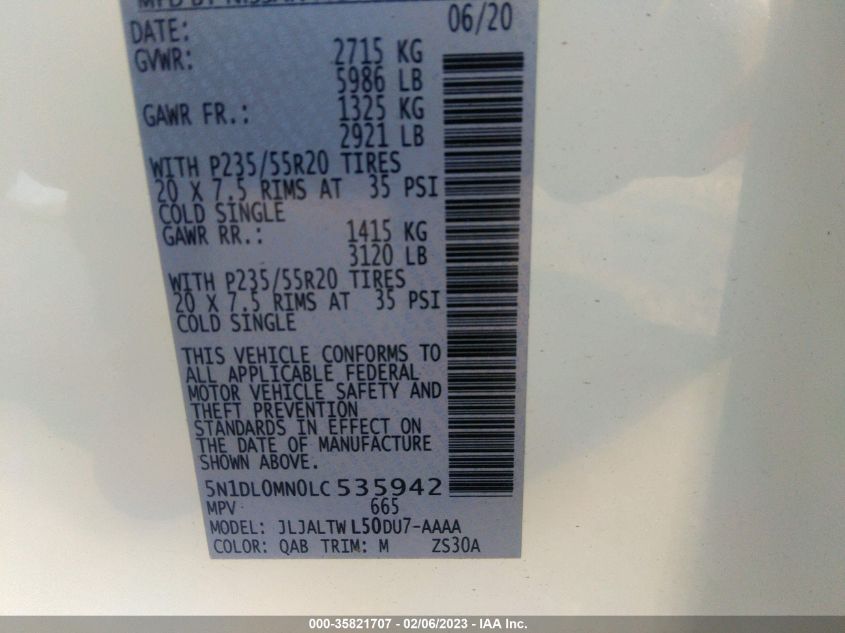 MFD BY NISSAN
DATE: 06/20
GVWR: 2715 KG
5986 LB
GAWR FR.: 1325 KG
2921 LB
WITH P235/55R20 TIRES
20 X 7.5 RIMS AT 35 PSI
COLD SINGLE
GAWR RR.: 1415 KG
3120 LB
WITH P235/55R20 TIRES
20 X 7.5 RIMS AT 35 PSI
COLD SINGLE
THIS VEHICLE CONFORMS TO
ALL APPLICABLE FEDERAL
MOTOR VEHICLE SAFETY AND
THEFT PREVENTION
STANDARDS IN EFFECT ON
THE DATE OF MANUFACTURE
SHOWN ABOVE.
5N1DL0MN0LC535942
MPV 665
MODEL: JLJALTWL50DU7-AAAA
COLOR: QAB TRIM: M ZS30A
000-35821707 - 02/06/2023 - IAA Inc.